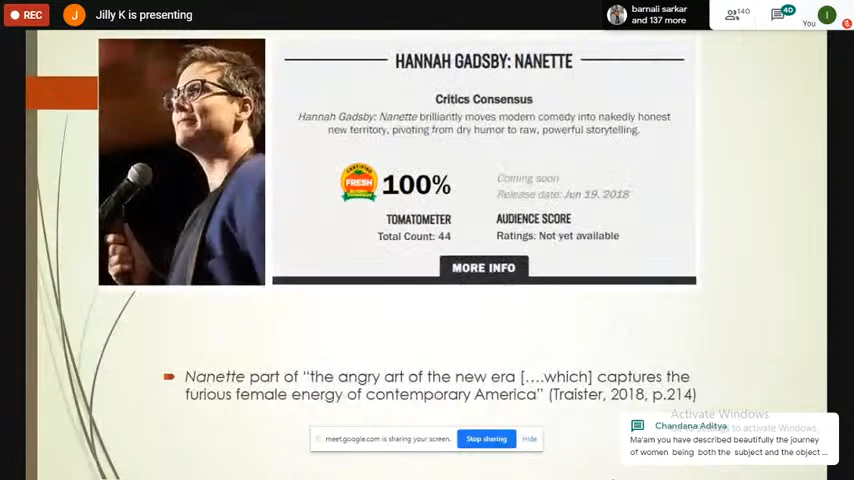 REC
J
Jilly K is presenting
barnali sarkar
and 137 more
140
40
You
I
HANNAH GADSBY: NANETTE
Critics Consensus
Hannah Gadsby: Nanette brilliantly moves modern comedy into nakedly honest
new territory, pivoting from dry humor to raw, powerful storytelling.
FRESH
100%
Coming soon
Release date: Jun 19, 2018
TOMATOMETER
AUDIENCE SCORE
Total Count: 44
Ratings: Not yet available
MORE INFO
Nanette part of “the angry art of the new era [….which] captures the
furious female energy of contemporary America” (Traister, 2018, p.214)
Activate Windows
to activate Windows.
Chandana Aditya
Ma'am you have described beautifully the journey
of women being both the subject and the object ...
meet.google.com is sharing your screen.
Stop sharing
Hide